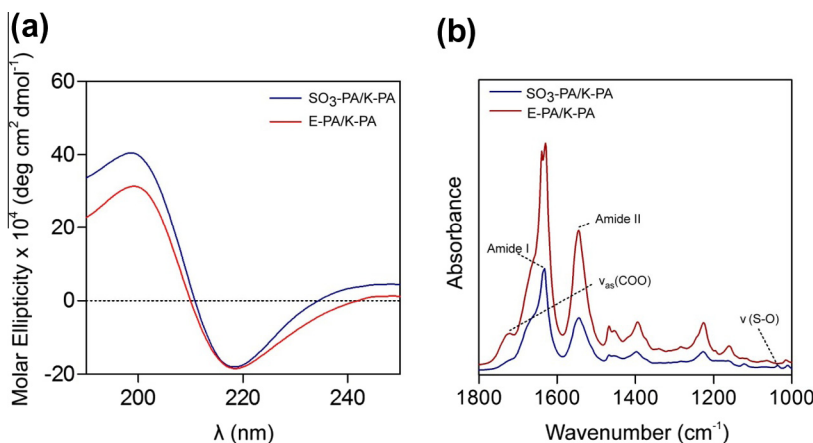 (a)
Molar Ellipticity x 10⁴ (deg cm² dmol⁻¹)
60
40
20
0
-20
SO₃-PA/K-PA
E-PA/K-PA
200
220
240
λ (nm)
(b)
Absorbance
SO₃-PA/K-PA
E-PA/K-PA
Amide I
Amide II
νas(COO)
ν (S-O)
1800
1600
1400
1200
1000
Wavenumber (cm⁻¹)